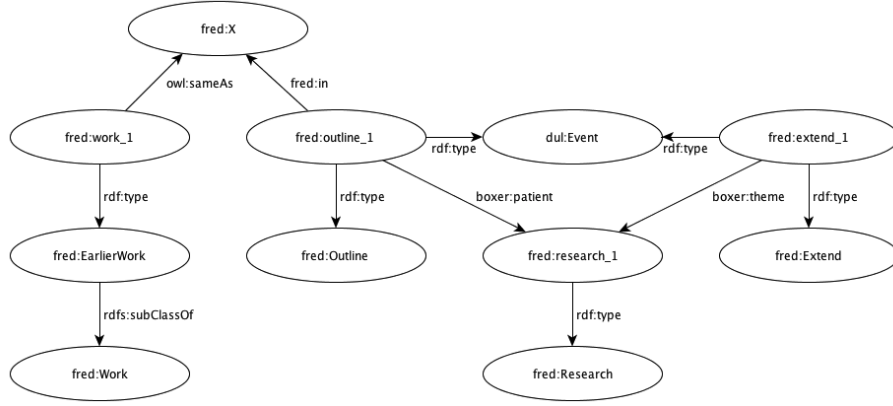 fred:X
owl:sameAs
fred:in
fred:work_1
fred:outline_1
dul:Event
fred:extend_1
rdf:type
rdf:type
rdf:type
rdf:type
boxer:patient
boxer:theme
rdf:type
fred:EarlierWork
fred:Outline
fred:research_1
fred:Extend
rdfs:subClassOf
rdf:type
fred:Work
fred:Research